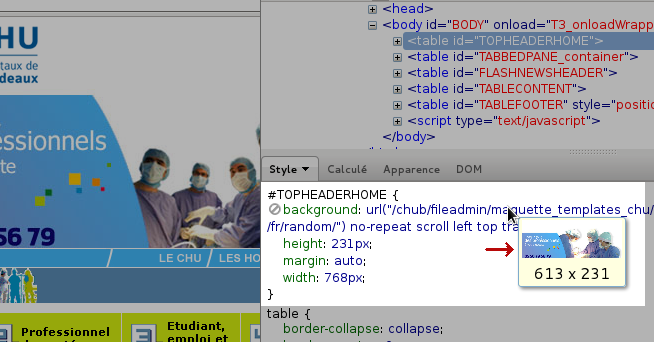 HU
taux de
rdeaux
essionnels
te
56 79
LE CHU
LES HO
Professionnel
Etudiant,
emploi et
<head>
<body id="BODY" onload="T3_onloadWrapp
<table id="TOPHEADERHOME">
<table id="TABBEDPANE_container">
<table id="FLASHNEWSHEADER">
<table id="TABLECONTENT">
<table id="TABLEFOOTER" style="positio
<script type="text/javascript">
</body>
Style
Calculé
Apparence
DOM
#TOPHEADERHOME {
background: url("/chub/fileadmin/maquette_templates_chu/
/fr/random/") no-repeat scroll left top tra
height: 231px;
margin: auto;
width: 768px;
}
613 x 231
table {
border-collapse: collapse;